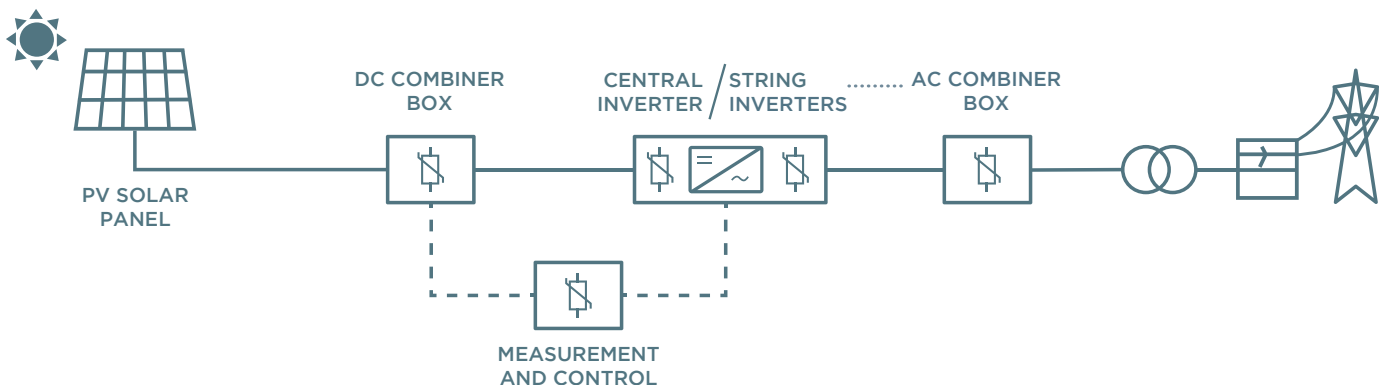 PV SOLAR
PANEL
DC COMBINER
BOX
CENTRAL / STRING
INVERTER / INVERTERS
AC COMBINER
BOX
MEASUREMENT
AND CONTROL